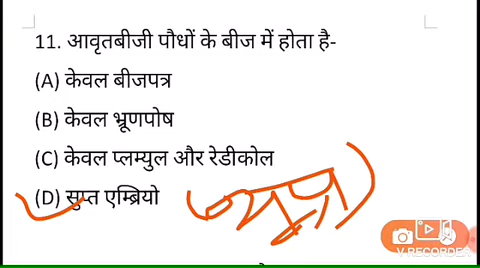 11. आवृतबीजी पौधों के बीज में होता है-
(A) केवल बीजपत्र
(B) केवल भ्रूणपोष
(C) केवल प्लम्युल और रेडीकोल
(D) सुप्त एम्ब्रियो
V RECORDER